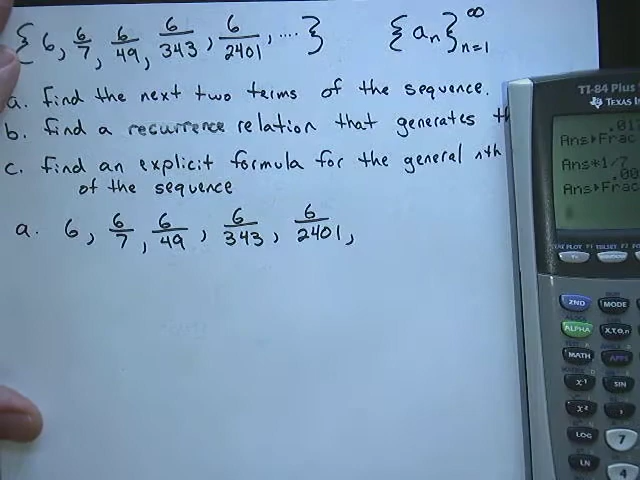 {6, 6/7, 6/49, 6/343, 6/2401, ....} {aₙ}∞ n=1
a. Find the next two terms of the sequence.
b. Find a recurrence relation that generates
c. Find an explicit formula for the general nth
of the sequence
a. 6, 6/7, 6/49, 6/343, 6/2401,
TI-84 Plus
TEXAS
Ans▸Frac
Ans*1/7
Ans▸Frac
2ND
MODE
ALPHA
X,T,θ,n
MATH
APPS
x⁻¹
SIN
x²
,
LOG
7
LN
4